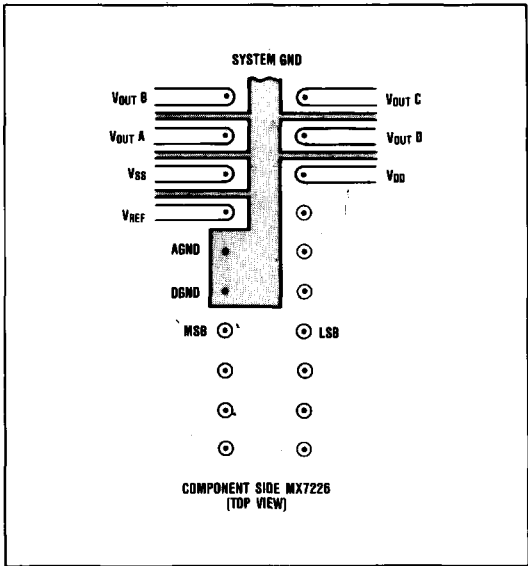 SYSTEM GND
VOUT B VOUT C
VOUT A VOUT D
VSS VDD
VREF
AGND
DGND
MSB LSB
COMPONENT SIDE MX7226
(TOP VIEW)